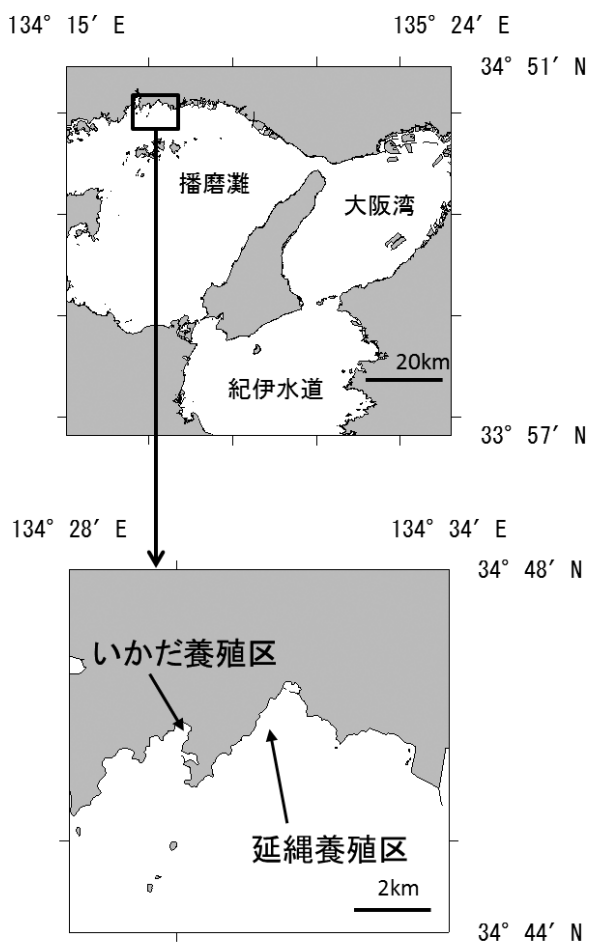 134° 15′ E
135° 24′ E
34° 51′ N
播磨灘
大阪湾
20km
紀伊水道
33° 57′ N
134° 28′ E
134° 34′ E
34° 48′ N
いかだ養殖区
延縄養殖区
2km
34° 44′ N